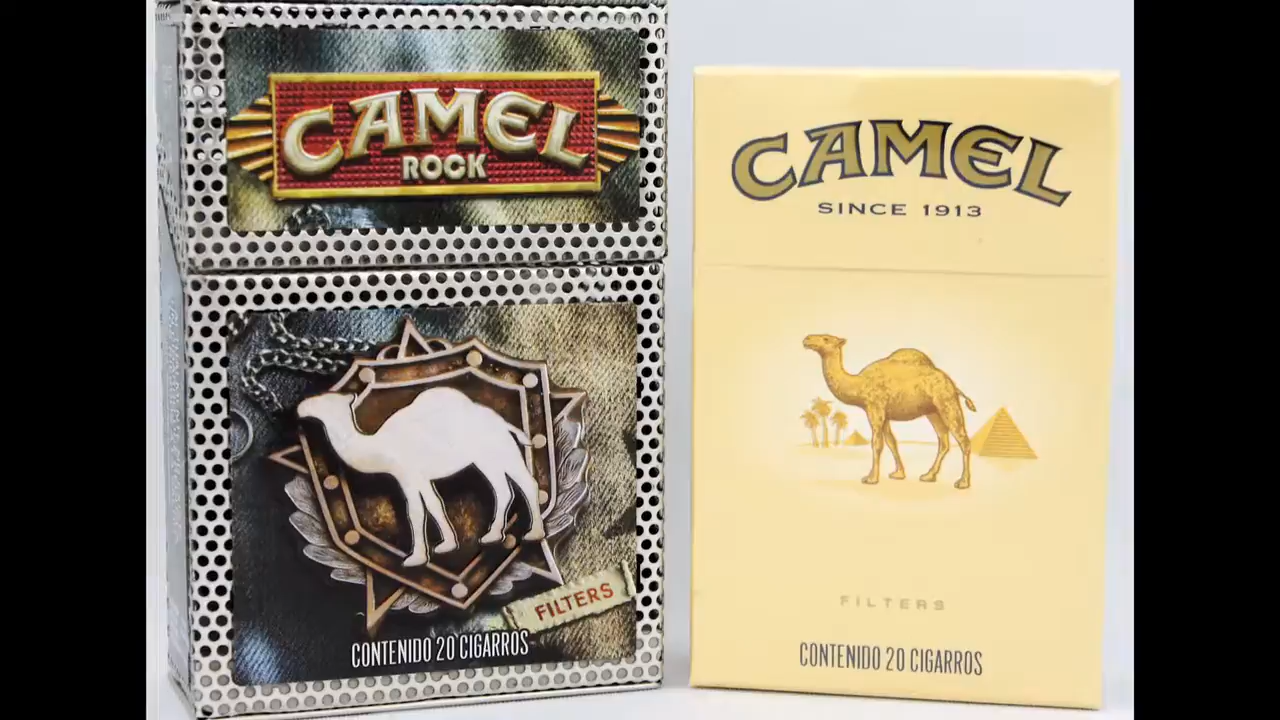 CAMEL
ROCK
FILTERS
CONTENIDO 20 CIGARROS
CAMEL
SINCE 1913
FILTERS
CONTENIDO 20 CIGARROS